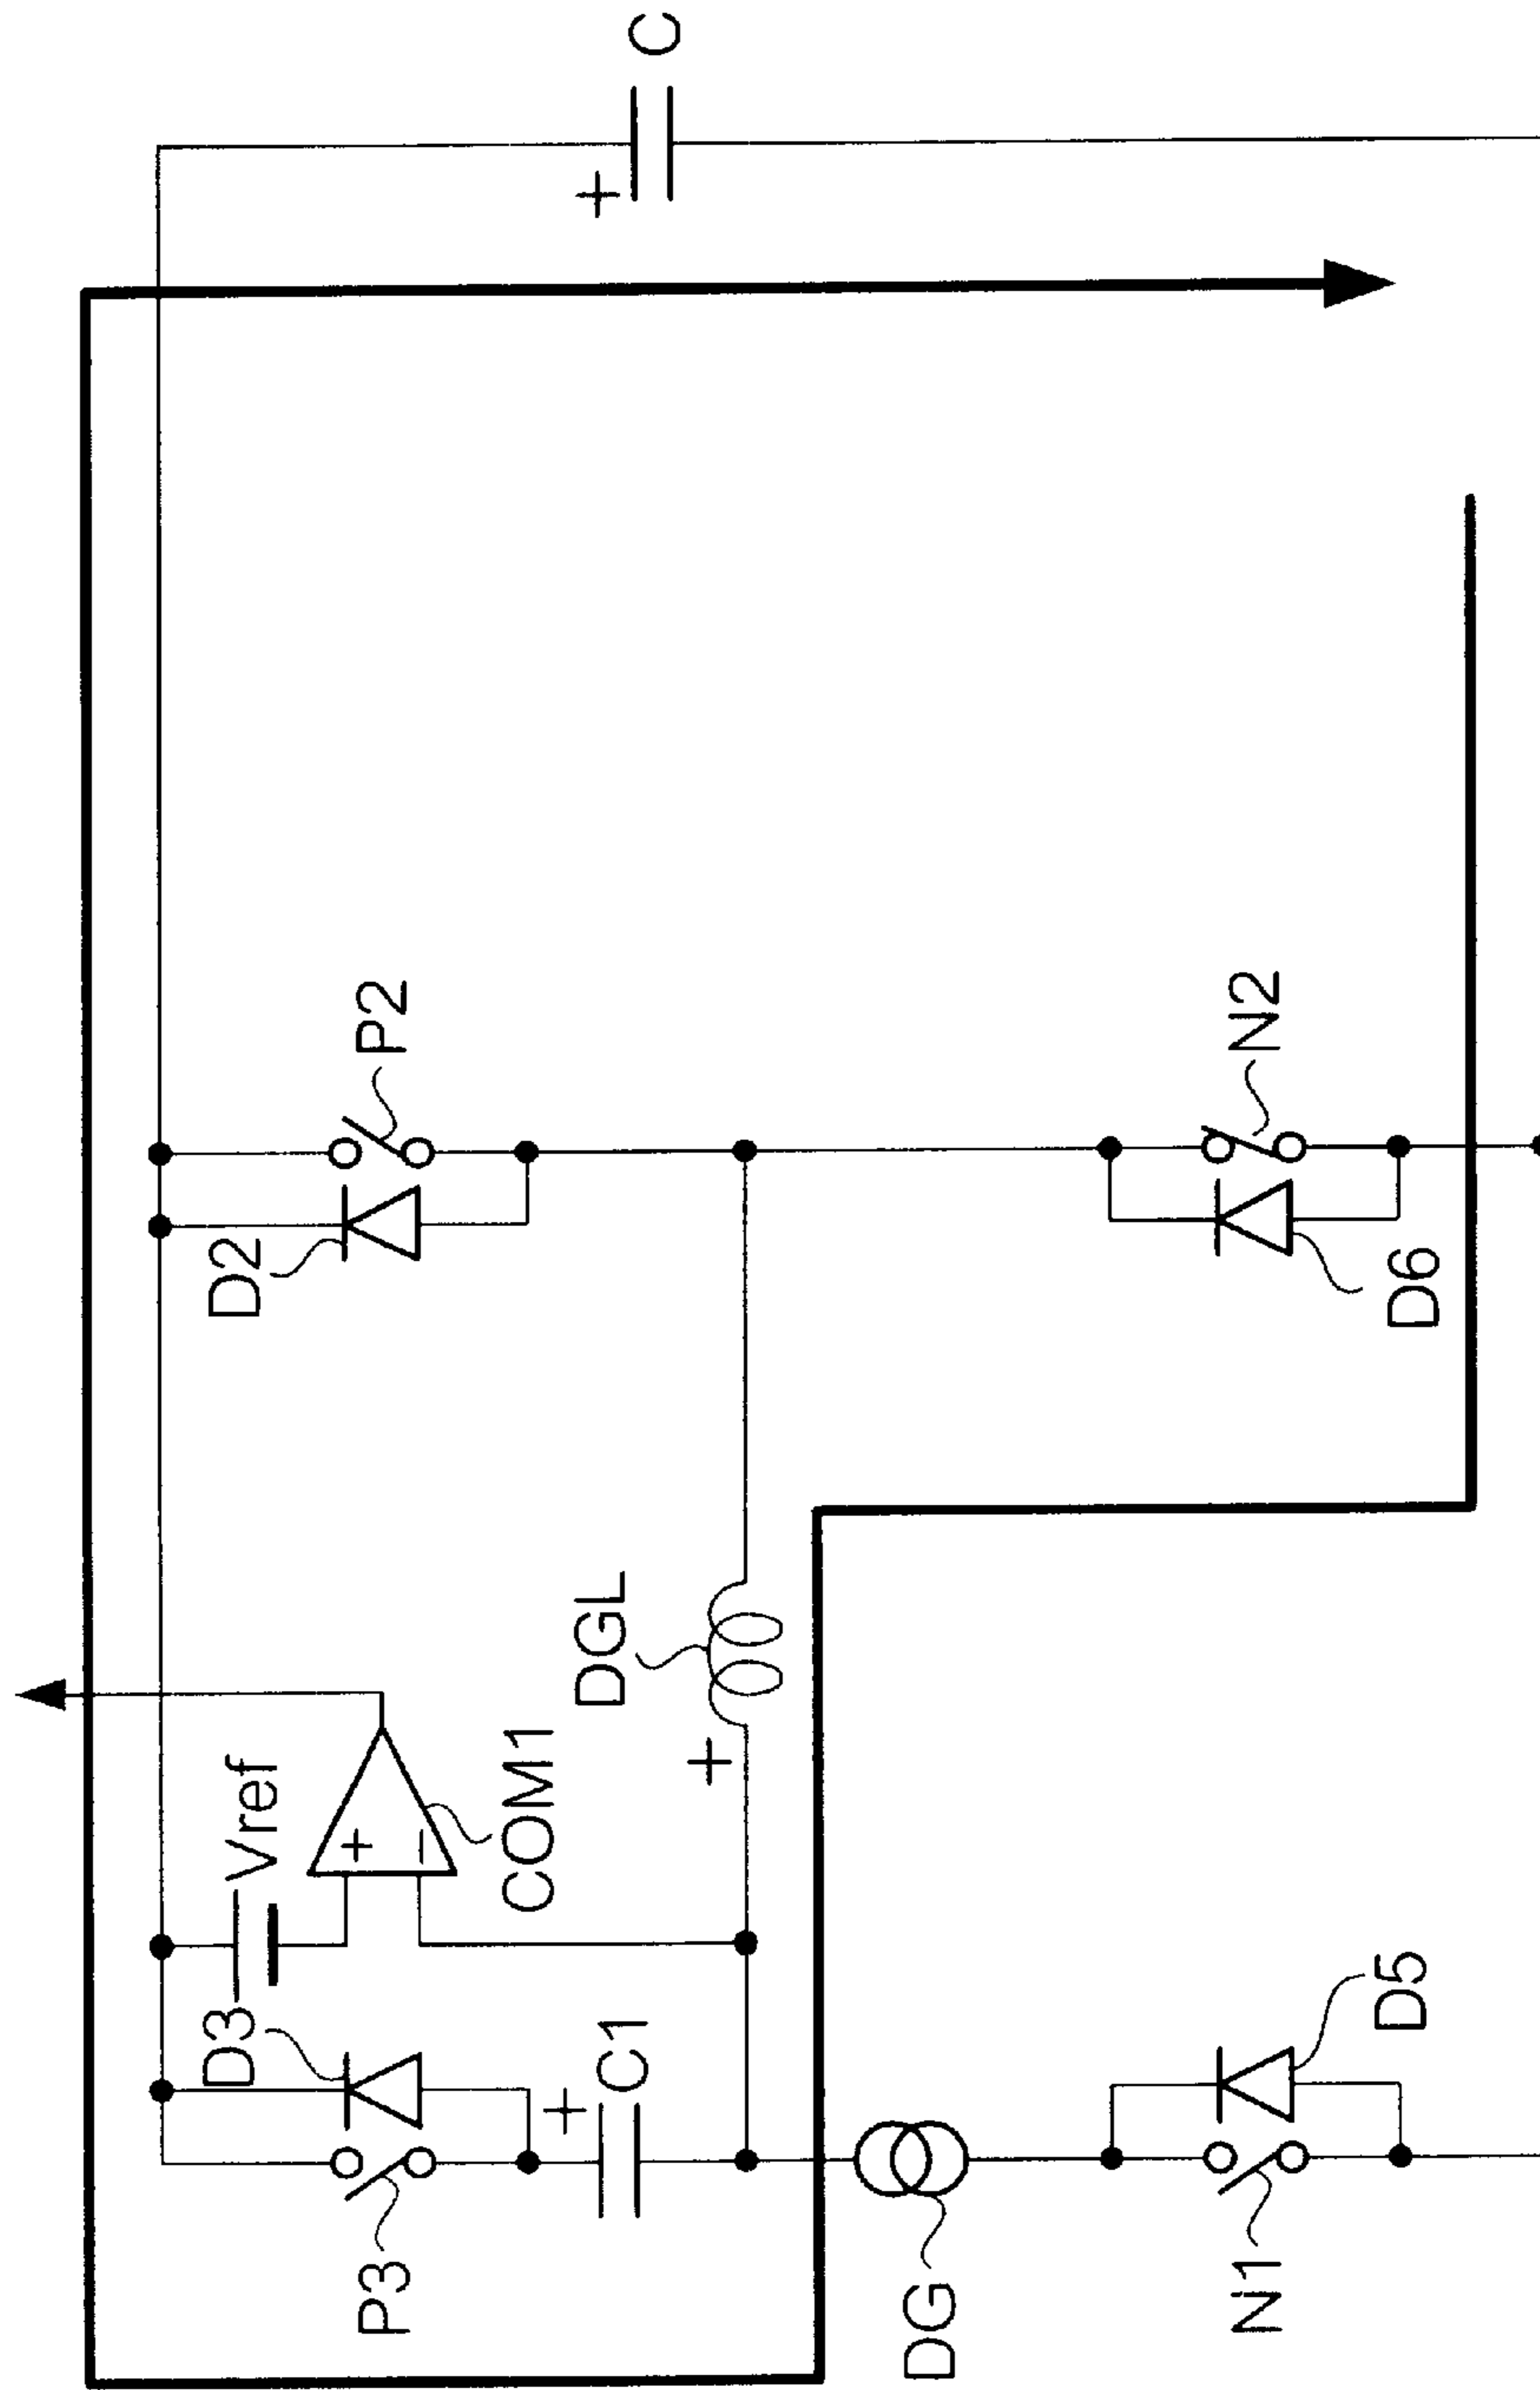 C
+
P2
D2
N2
D6
DGL
+
Vref
+
−
COM1
D3
+
C1
P3
D5
DG
N1